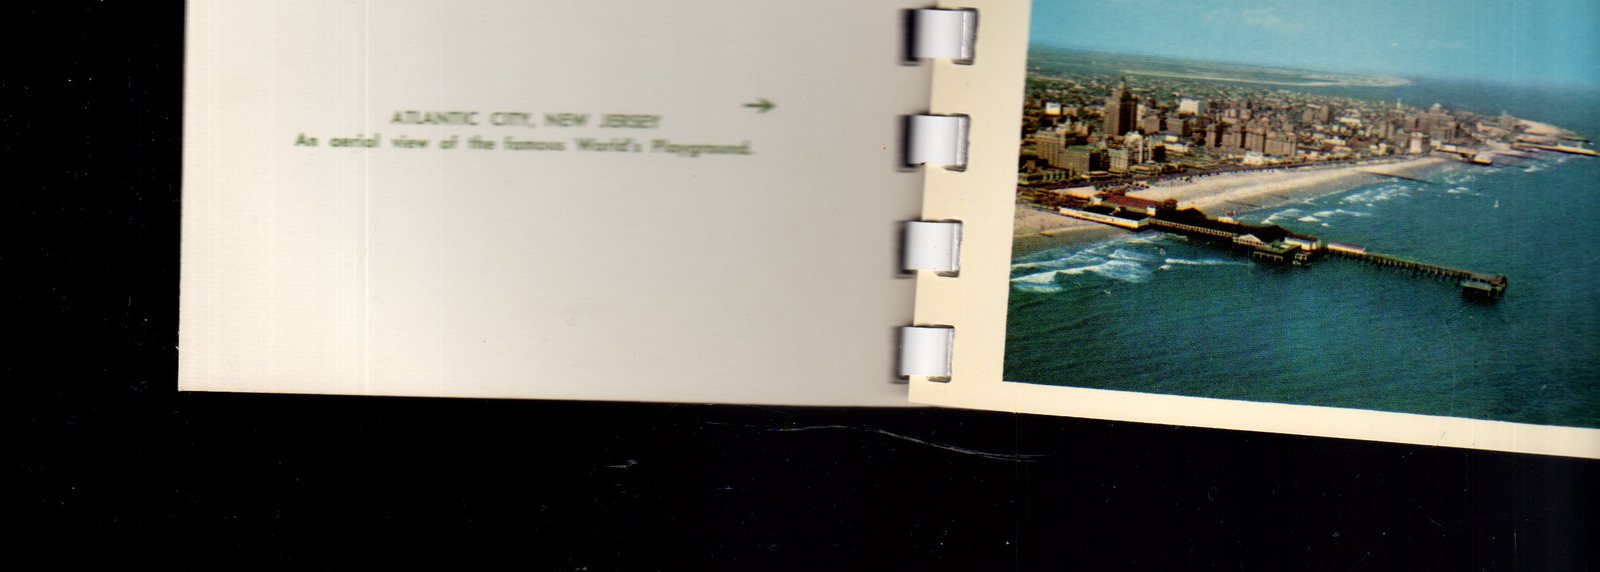 ATLANTIC CITY, NEW JERSEY
An aerial view of the famous World's Playground.